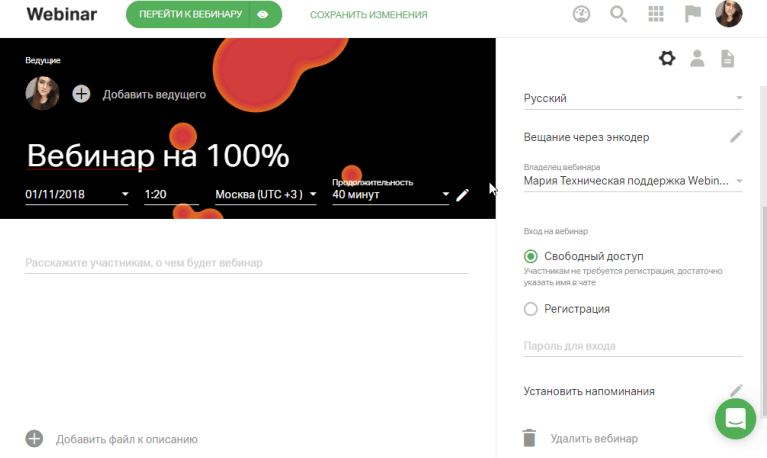 Webinar
ПЕРЕЙТИ К ВЕБИНАРУ
СОХРАНИТЬ ИЗМЕНЕНИЯ
Ведущие
Добавить ведущего
Вебинар на 100%
Продолжительность
01/11/2018 1:20 Москва (UTC +3 ) 40 минут
Расскажите участникам, о чем будет вебинар
Добавить файл к описанию
Русский
Вещание через энкодер
Владелец вебинара
Мария Техническая поддержка Webin...
Вход на вебинар
Свободный доступ
Участникам не требуется регистрация, достаточно
указать имя в чате
Регистрация
Пароль для входа
Установить напоминания
Удалить вебинар